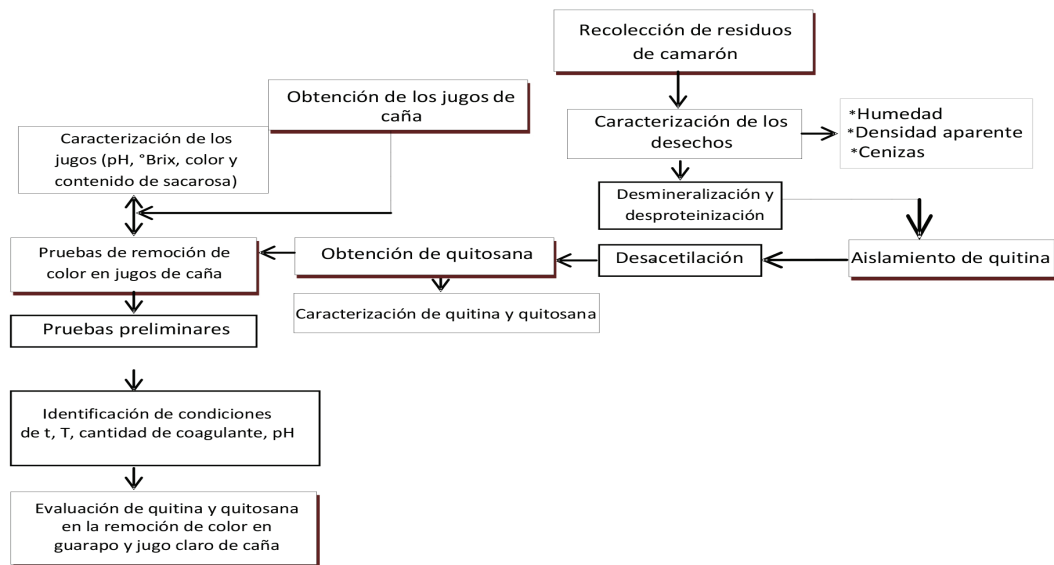 Recolección de residuos
de camarón
Obtención de los jugos de
caña
Caracterización de los
jugos (pH, °Brix, color y
contenido de sacarosa)
Caracterización de los
desechos
*Humedad
*Densidad aparente
*Cenizas
Desmineralización y
desproteinización
Pruebas de remoción de
color en jugos de caña
Obtención de quitosana
Desacetilación
Aislamiento de quitina
Caracterización de quitina y quitosana
Pruebas preliminares
Identificación de condiciones
de t, T, cantidad de coagulante, pH
Evaluación de quitina y quitosana
en la remoción de color en
guarapo y jugo claro de caña